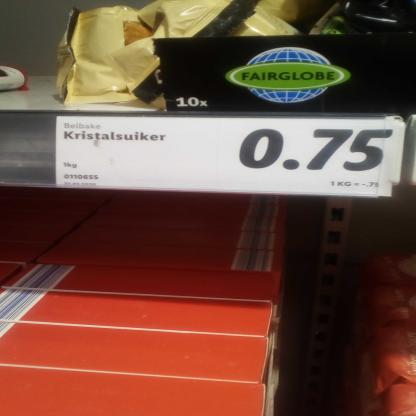 FAIRGLOBE
10x
Belbake
Kristalsuiker
0.75
1kg
0110655
1 KG = -.75